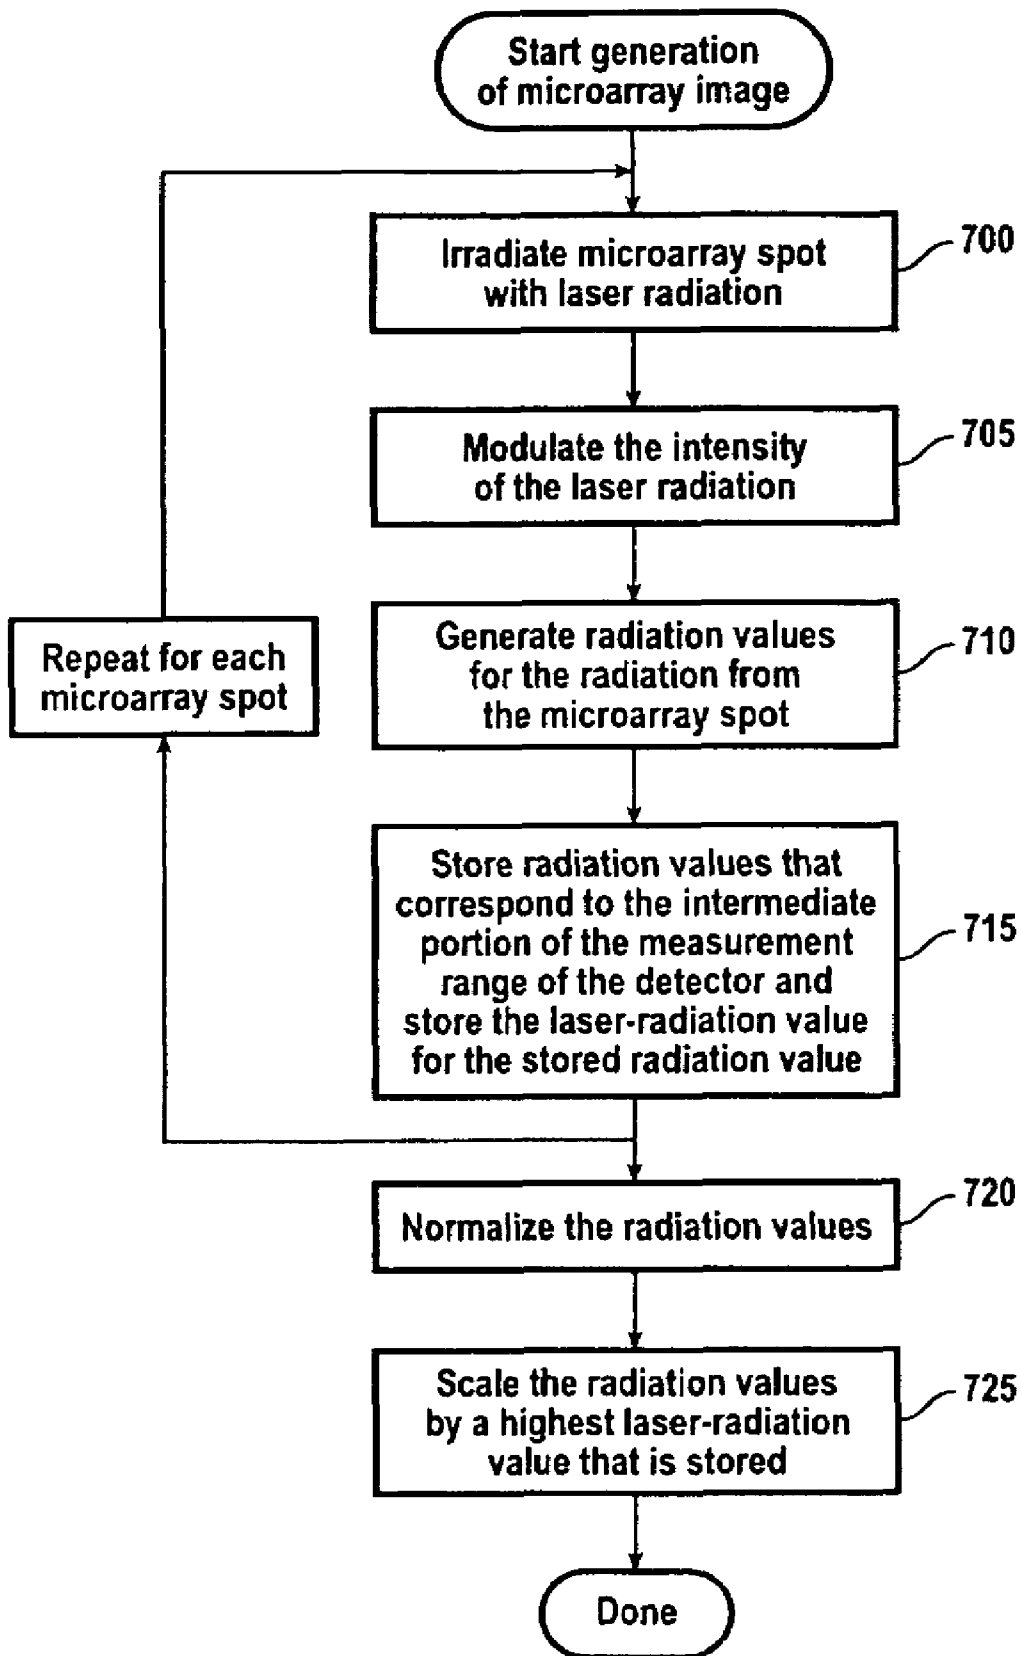 Start generation
of microarray image
Irradiate microarray spot
with laser radiation
700
Modulate the intensity
of the laser radiation
705
Generate radiation values
for the radiation from
the microarray spot
710
Repeat for each
microarray spot
Store radiation values that
correspond to the intermediate
portion of the measurement
range of the detector and
store the laser-radiation value
for the stored radiation value
715
Normalize the radiation values
720
Scale the radiation values
by a highest laser-radiation
value that is stored
725
Done